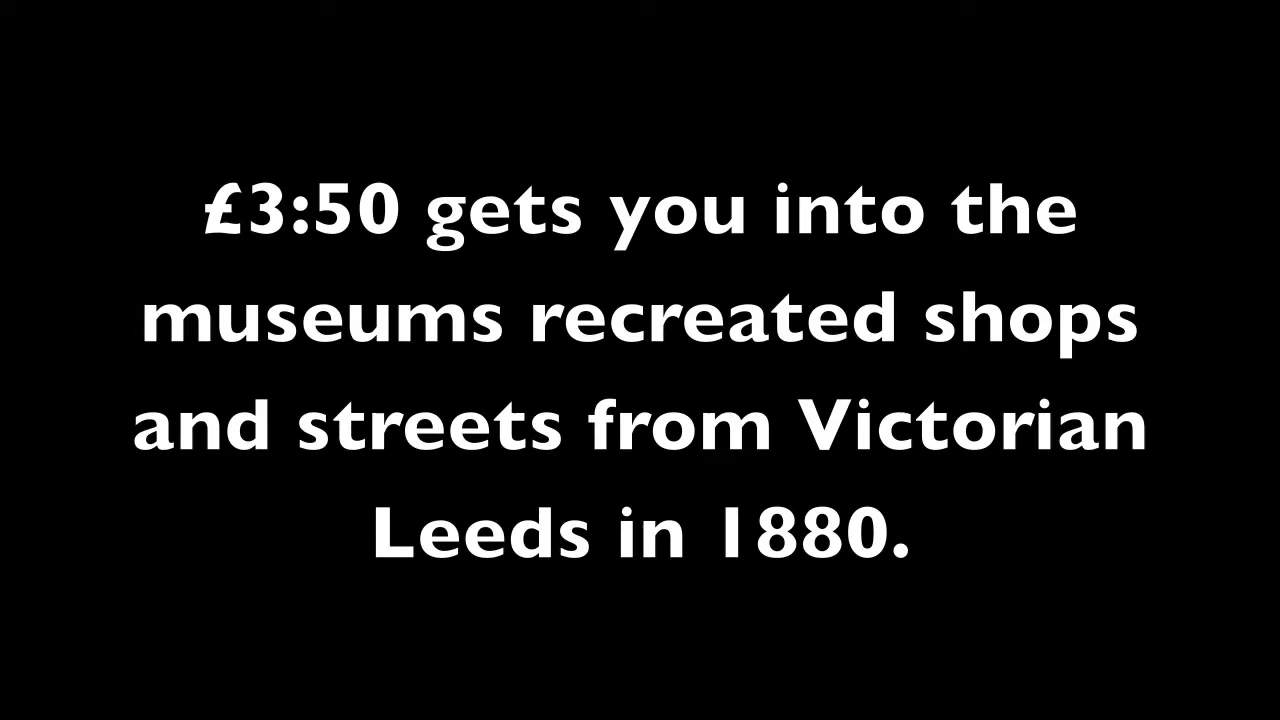 £3:50 gets you into the
museums recreated shops
and streets from Victorian
Leeds in 1880.